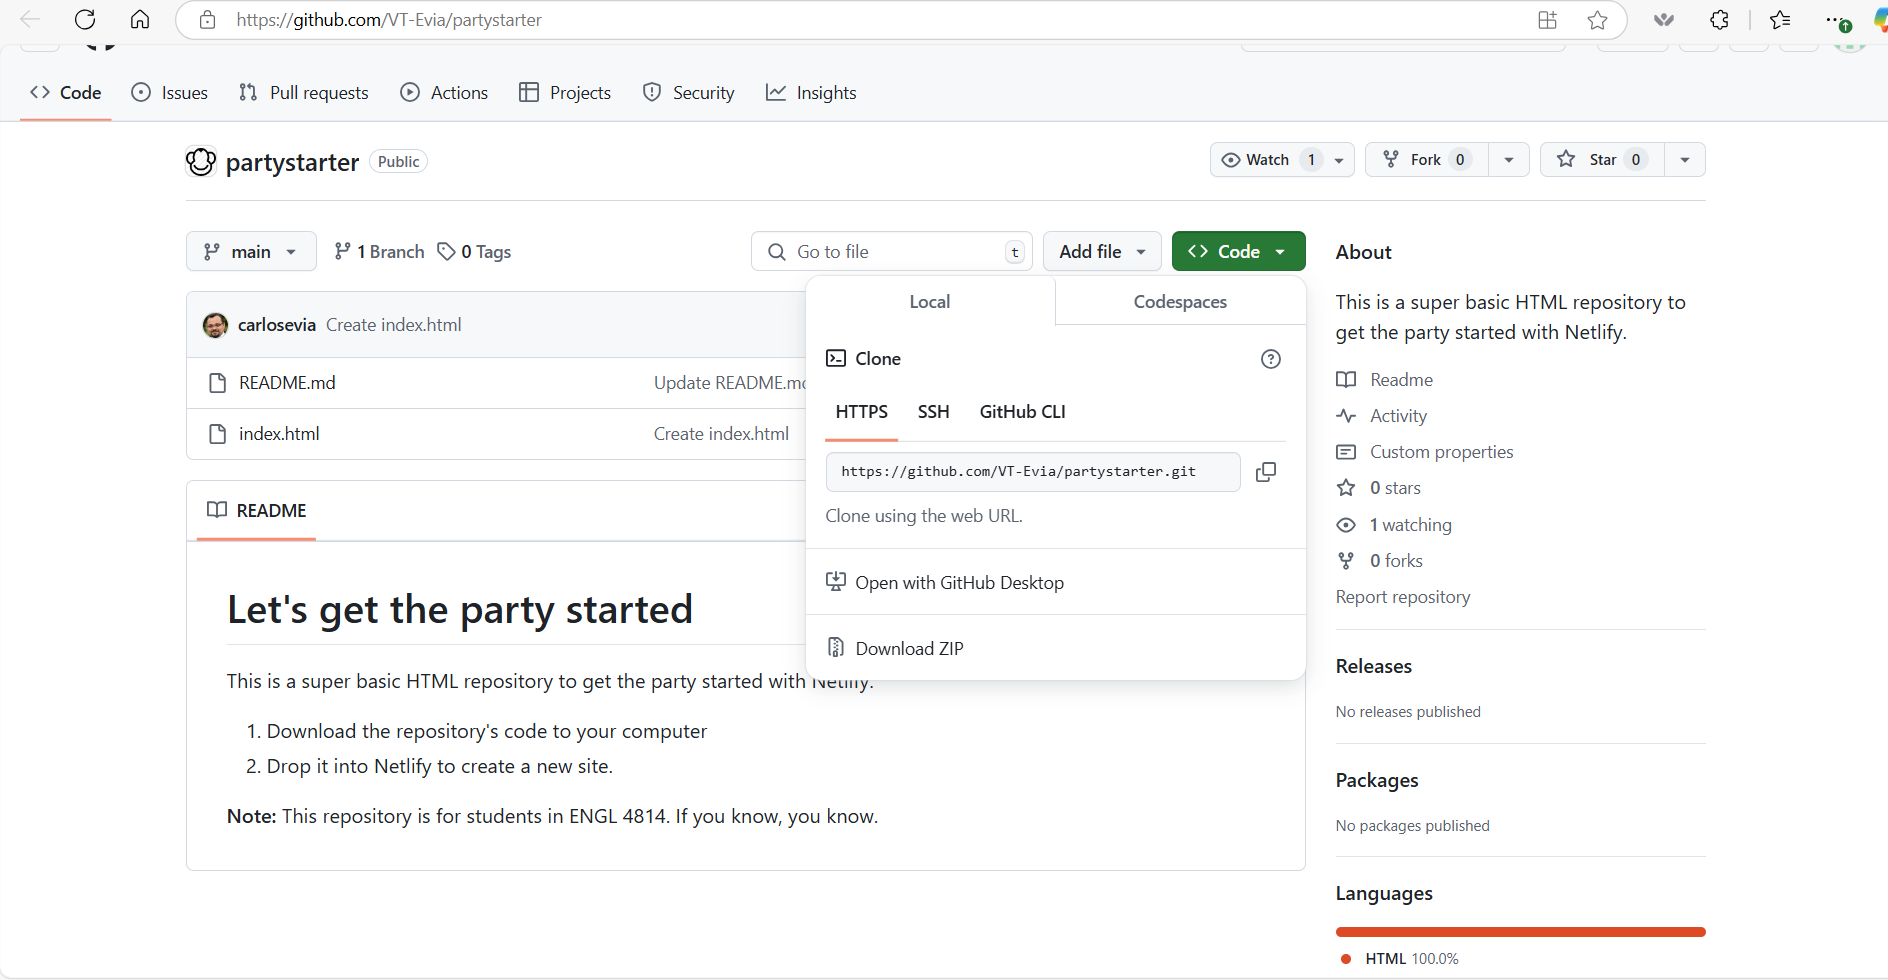 https://github.com/VT-Evia/partystarter
Code
Issues
Pull requests
Actions
Projects
Security
Insights
partystarter
Public
Watch 1
Fork 0
Star 0
main
1 Branch
0 Tags
Go to file
t
Add file
Code
carlosevia Create index.html
README.md Update README.md
index.html Create index.html
README
Let's get the party started
This is a super basic HTML repository to get the party started with Netlify.
1. Download the repository's code to your computer
2. Drop it into Netlify to create a new site.
Note: This repository is for students in ENGL 4814. If you know, you know.
Local
Codespaces
Clone
HTTPS
SSH
GitHub CLI
https://github.com/VT-Evia/partystarter.git
Clone using the web URL.
Open with GitHub Desktop
Download ZIP
About
This is a super basic HTML repository to
get the party started with Netlify.
Readme
Activity
Custom properties
0 stars
1 watching
0 forks
Report repository
Releases
No releases published
Packages
No packages published
Languages
HTML 100.0%